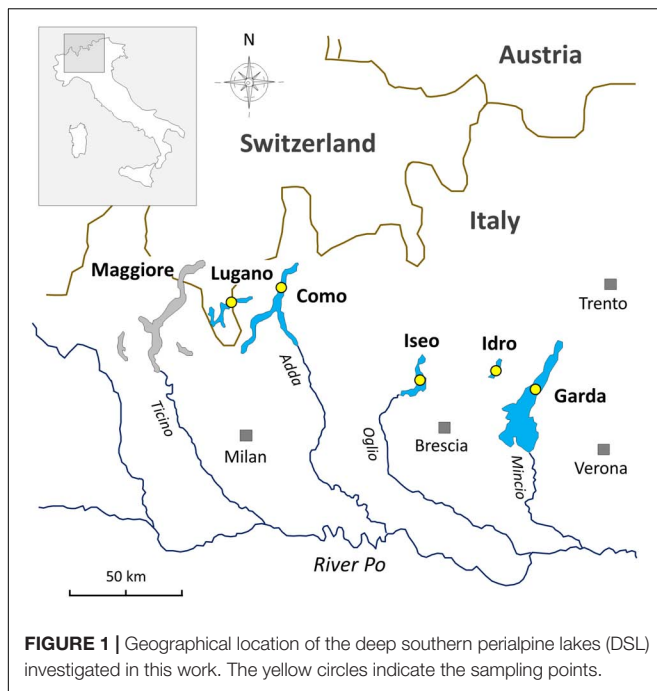 N
Austria
Switzerland
Italy
Maggiore
Lugano
Como
Trento
Iseo
Idro
Garda
Adda
Ticino
Oglio
Mincio
Milan
Brescia
Verona
River Po
50 km
FIGURE 1 | Geographical location of the deep southern perialpine lakes (DSL)
investigated in this work. The yellow circles indicate the sampling points.